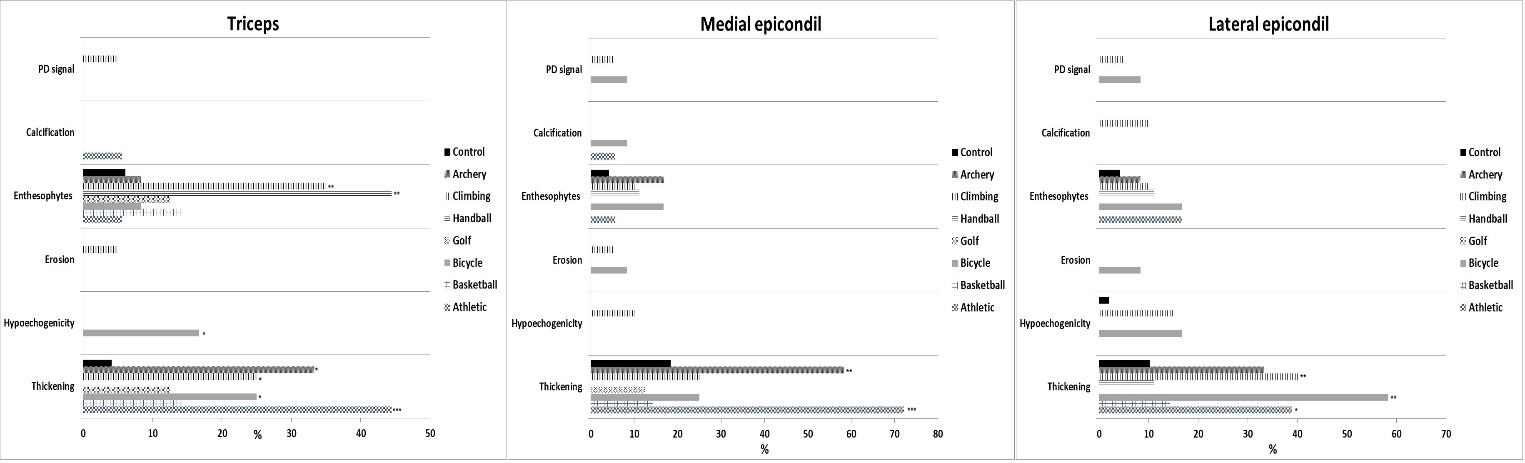 Triceps
PD signal
Calcification
Enthesophytes
**
**
Erosion
Hypoechogenicity
*
Thickening
*
*
*
***
0 10 20 30 40 50
%
Control
Archery
Climbing
Handball
Golf
Bicycle
Basketball
Athletic
Medial epicondil
PD signal
Calcification
Enthesophytes
Erosion
Hypoechogenicity
Thickening
**
***
0 10 20 30 40 50 60 70 80
%
Control
Archery
Climbing
Handball
Golf
Bicycle
Basketball
Athletic
Lateral epicondil
PD signal
Calcification
Enthesophytes
Erosion
Hypoechogenicity
Thickening
**
**
*
0 10 20 30 40 50 60 70
%
Control
Archery
Climbing
Handball
Golf
Bicycle
Basketball
Athletic